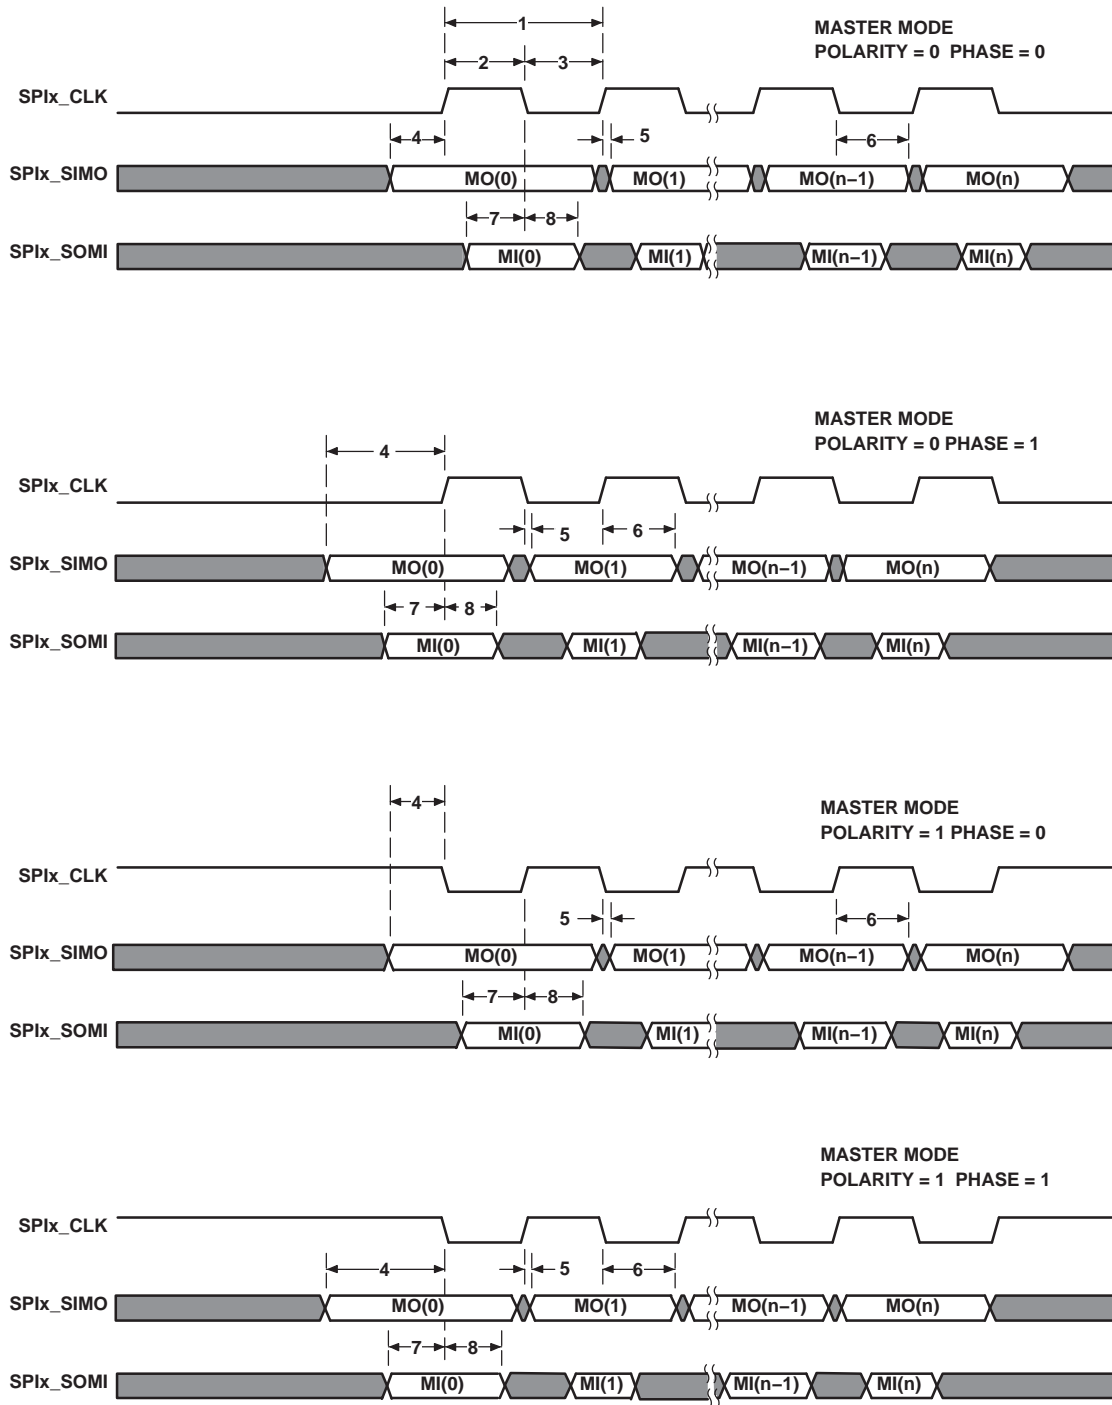 1
MASTER MODE
POLARITY = 0 PHASE = 0
2 3
SPIx_CLK
4 5 6
SPIx_SIMO MO(0) MO(1) MO(n−1) MO(n)
7 8
SPIx_SOMI MI(0) MI(1) MI(n−1) MI(n)
MASTER MODE
POLARITY = 0 PHASE = 1
4
SPIx_CLK
5 6
SPIx_SIMO MO(0) MO(1) MO(n−1) MO(n)
7 8
SPIx_SOMI MI(0) MI(1) MI(n−1) MI(n)
4
MASTER MODE
POLARITY = 1 PHASE = 0
SPIx_CLK
5 6
SPIx_SIMO MO(0) MO(1) MO(n−1) MO(n)
7 8
SPIx_SOMI MI(0) MI(1) MI(n−1) MI(n)
MASTER MODE
POLARITY = 1 PHASE = 1
SPIx_CLK
4 5 6
SPIx_SIMO MO(0) MO(1) MO(n−1) MO(n)
7 8
SPIx_SOMI MI(0) MI(1) MI(n−1) MI(n)